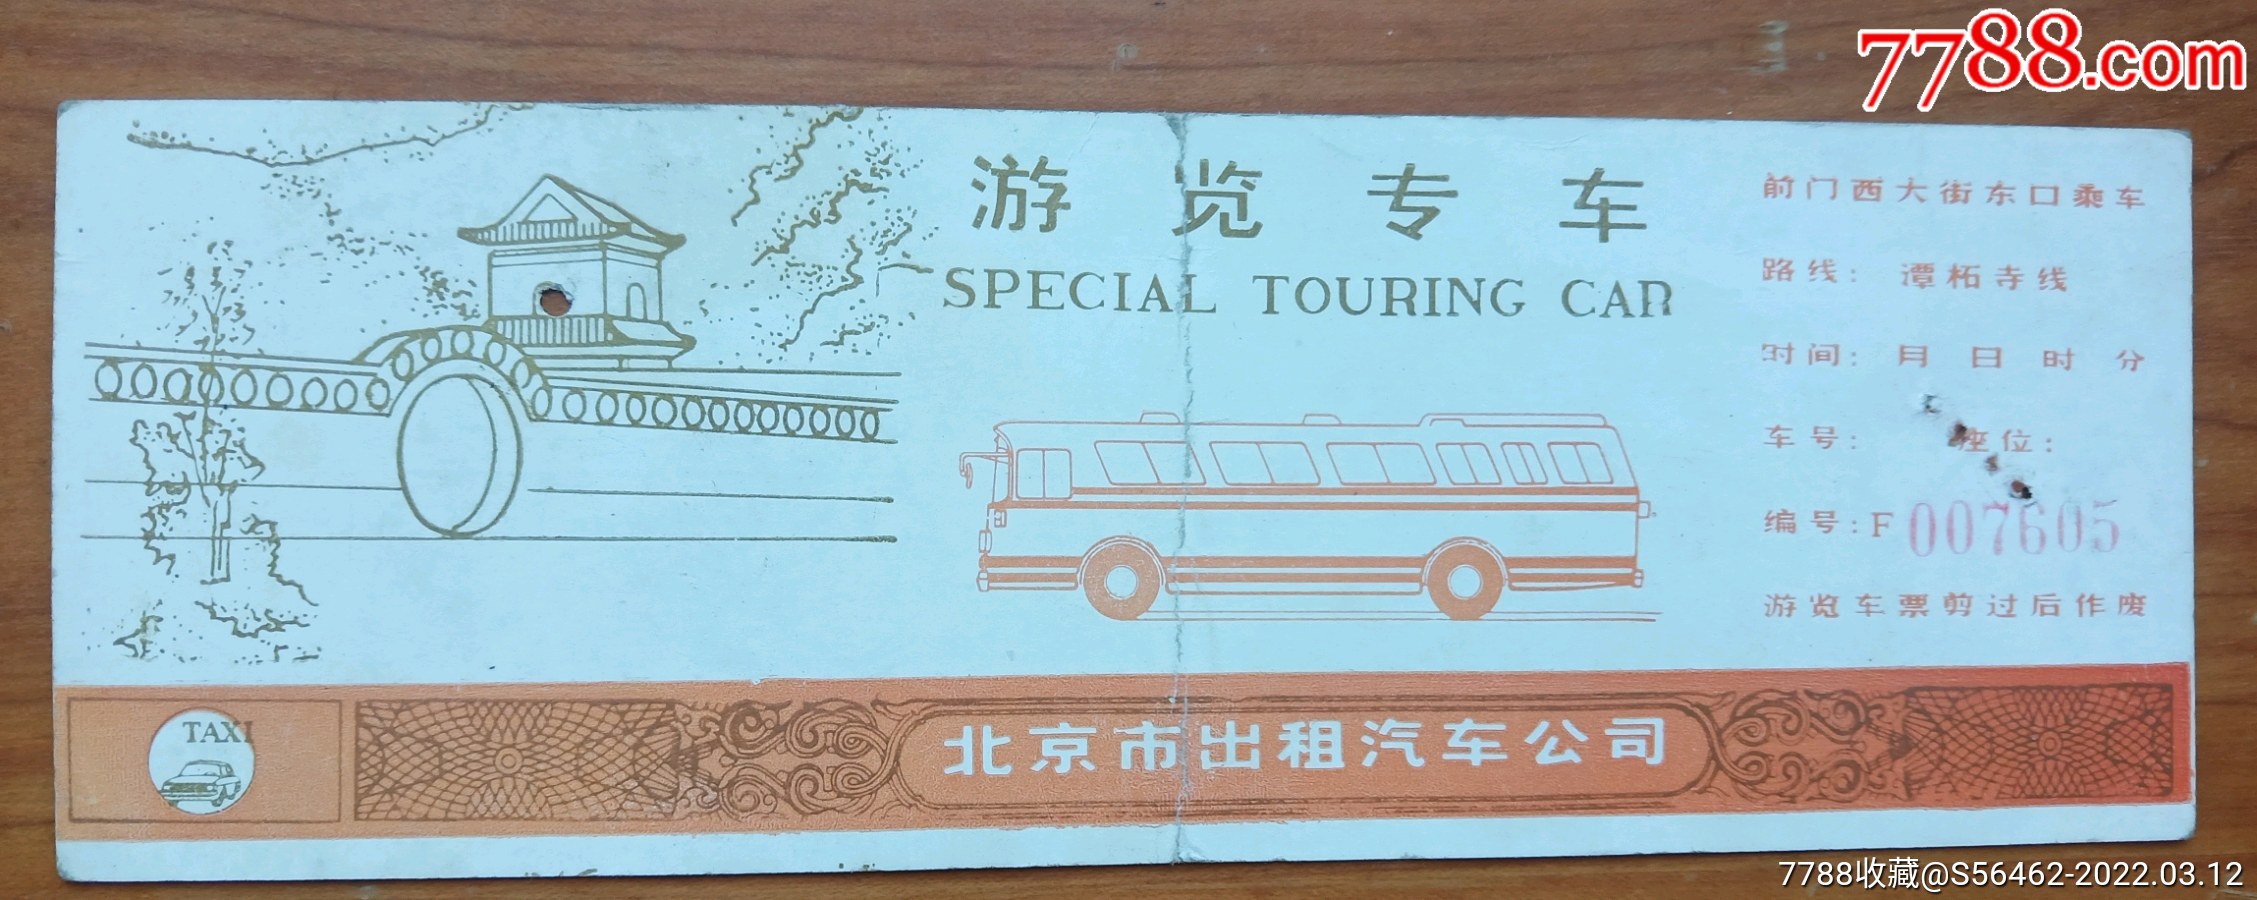 7788.com
游览专车
SPECIAL TOURING CAR
前门西大街东口乘车
路线： 潭柘寺线
时间： 月 日 时 分
车号： 座位：
编号：F 007605
游览车票剪过后作废
TAXI
北京市出租汽车公司
7788收藏@S56462-2022.03.12